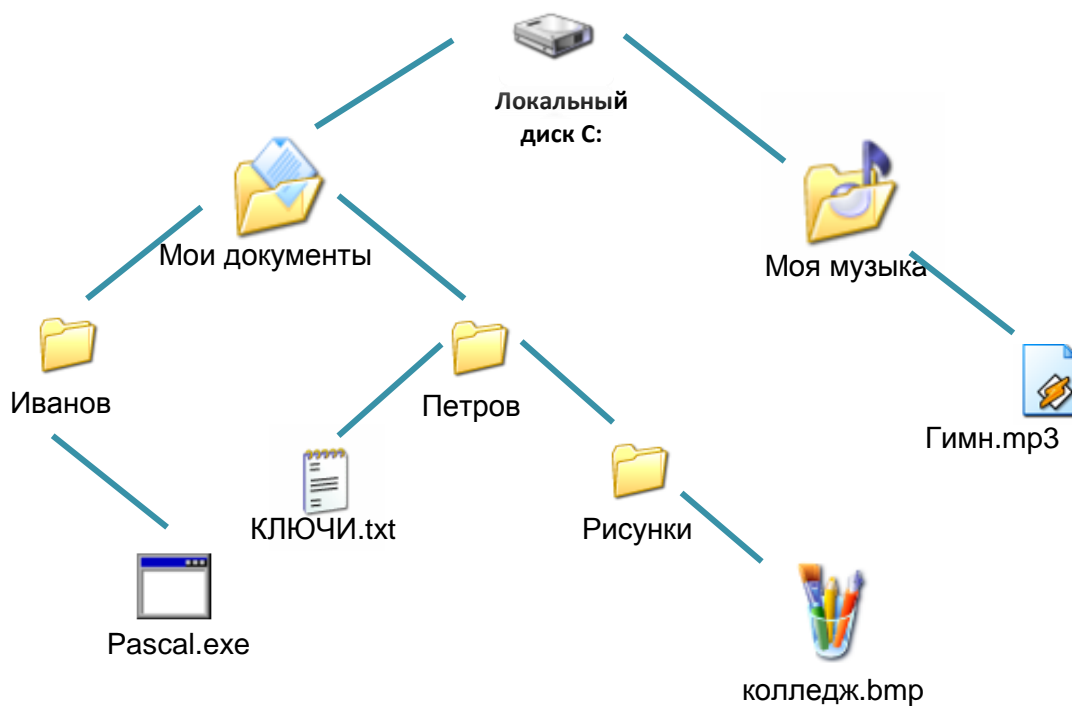 Локальный
диск C:
Мои документы
Моя музыка
Иванов
Петров
Гимн.mp3
КЛЮЧИ.txt
Рисунки
Pascal.exe
колледж.bmp